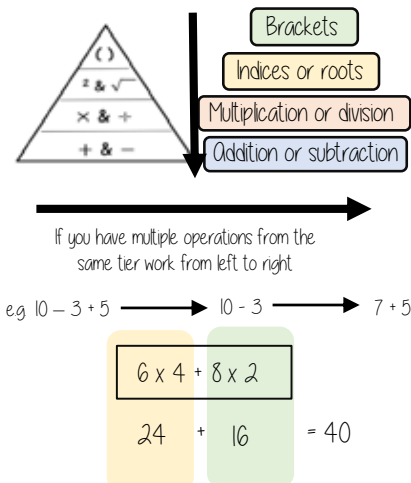 Brackets
( )
Indices or roots
² & √
Multiplication or division
× & ÷
Addition or subtraction
+ & −
If you have multiple operations from the
same tier work from left to right
e.g. 10 – 3 + 5 10 - 3 7 + 5
6 x 4 + 8 x 2
24 + 16 = 40